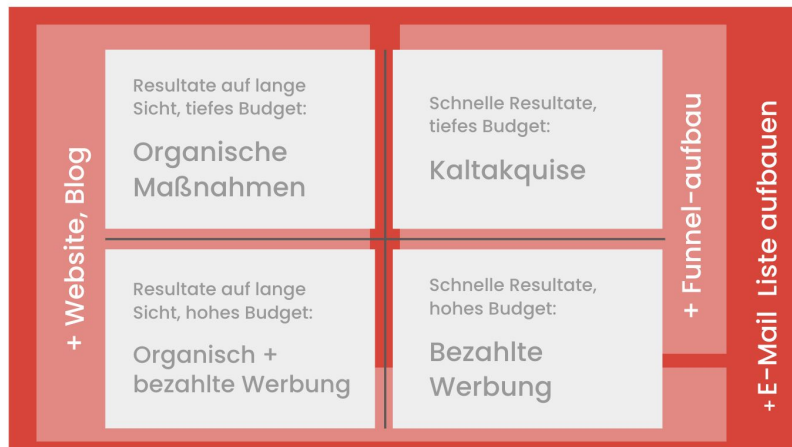 + Website, Blog
Resultate auf lange
Sicht, tiefes Budget:
Organische
Maßnahmen
Schnelle Resultate,
tiefes Budget:
Kaltakquise
Resultate auf lange
Sicht, hohes Budget:
Organisch +
bezahlte Werbung
Schnelle Resultate,
hohes Budget:
Bezahlte
Werbung
+ Funnel-aufbau
+ E-Mail Liste aufbauen